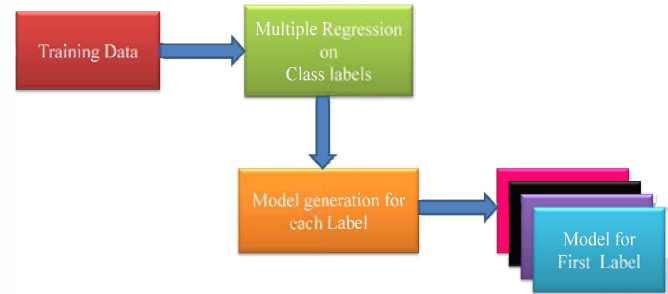 Training Data
Multiple Regression
on
Class labels
Model generation for
each Label
Model for
First Label